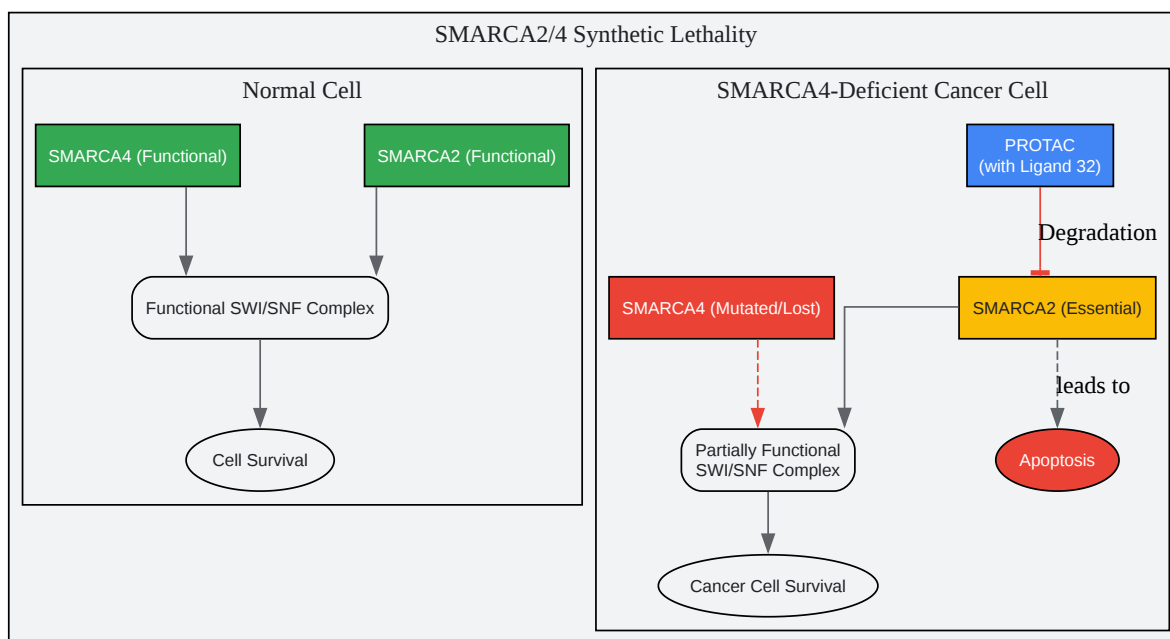 SMARCA2/4 Synthetic Lethality
Normal Cell
SMARCA4 (Functional)
SMARCA2 (Functional)
Functional SWI/SNF Complex
Cell Survival
SMARCA4-Deficient Cancer Cell
PROTAC
(with Ligand 32)
Degradation
SMARCA4 (Mutated/Lost)
SMARCA2 (Essential)
leads to
Partially Functional
SWI/SNF Complex
Apoptosis
Cancer Cell Survival